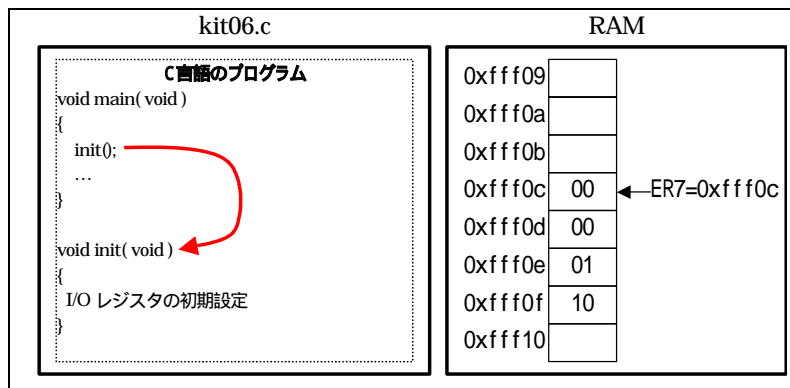 kit06.c
C言語のプログラム
void main( void )
{
init();
…
}
void init( void )
{
I/O レジスタの初期設定
}
RAM
0xfff09
0xfff0a
0xfff0b
0xfff0c 00 ER7=0xfff0c
0xfff0d 00
0xfff0e 01
0xfff0f 10
0xfff10